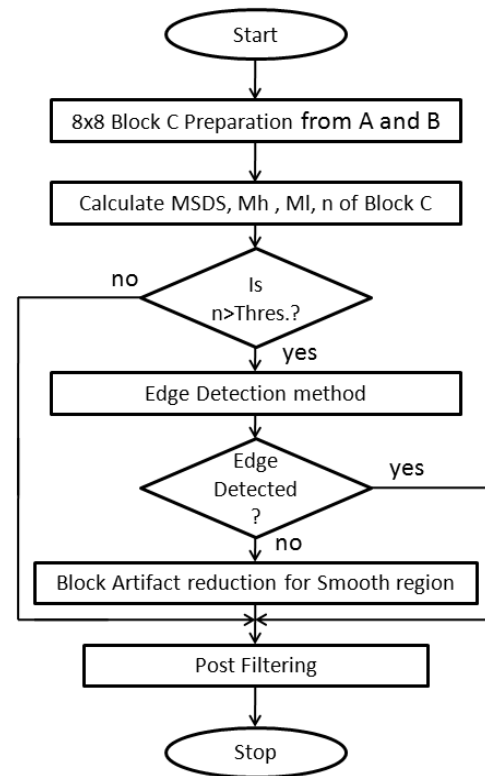 Start
8x8 Block C Preparation from A and B
Calculate MSDS, Mh , Ml, n of Block C
no
Is
n>Thres.?
yes
Edge Detection method
Edge
Detected
?
yes
no
Block Artifact reduction for Smooth region
Post Filtering
Stop